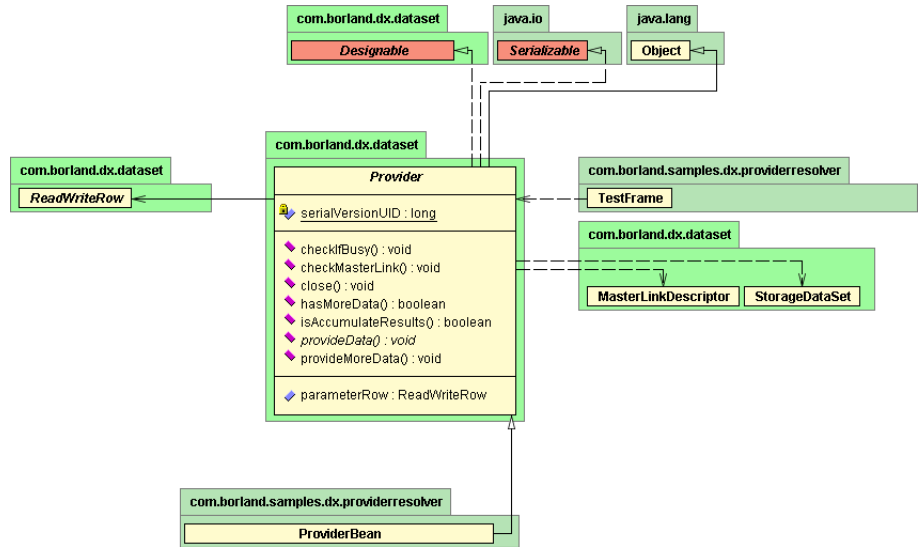 com.borland.dx.dataset
Designable
java.io
Serializable
java.lang
Object
com.borland.dx.dataset
ReadWriteRow
com.borland.dx.dataset
Provider
serialVersionUID : long
checkIfBusy() : void
checkMasterLink() : void
close() : void
hasMoreData() : boolean
isAccumulateResults() : boolean
provideData() : void
provideMoreData() : void
parameterRow : ReadWriteRow
com.borland.samples.dx.providerresolver
TestFrame
com.borland.dx.dataset
MasterLinkDescriptor
StorageDataSet
com.borland.samples.dx.providerresolver
ProviderBean